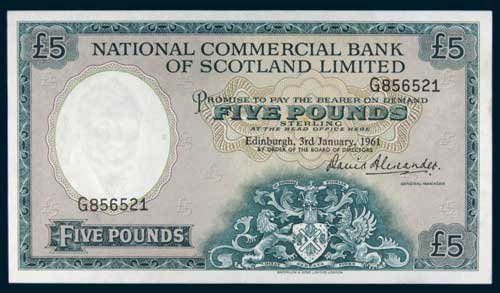 £5
£5
NATIONAL COMMERCIAL BANK
OF SCOTLAND LIMITED
G856521
PROMISE TO PAY THE BEARER ON DEMAND
FIVE POUNDS
STERLING
AT THE HEAD OFFICE HERE
Edinburgh, 3rd January, 1961
BY ORDER OF THE BOARD OF DIRECTORS
David Alexander.
GENERAL MANAGER
G856521
FIVE POUNDS
£5